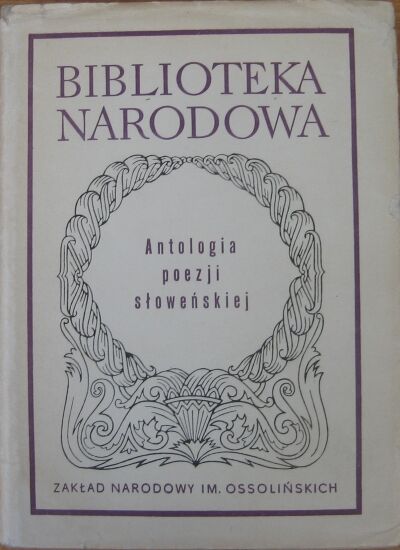 BIBLIOTEKA
NARODOWA
Antologia
poezji
słoweńskiej
ZAKŁAD NARODOWY IM. OSSOLIŃSKICH